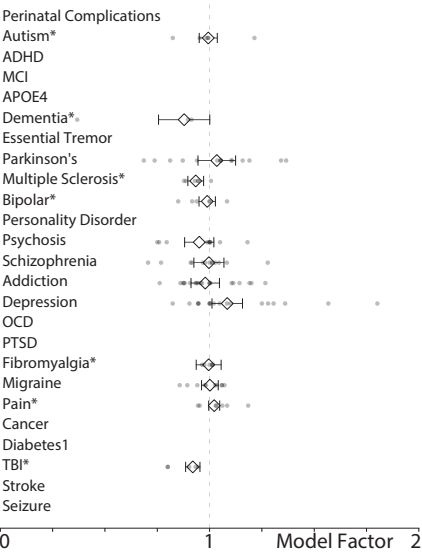 Perinatal Complications
Autism*
ADHD
MCI
APOE4
Dementia*
Essential Tremor
Parkinson's
Multiple Sclerosis*
Bipolar*
Personality Disorder
Psychosis
Schizophrenia
Addiction
Depression
OCD
PTSD
Fibromyalgia*
Migraine
Pain*
Cancer
Diabetes1
TBI*
Stroke
Seizure
0 1 Model Factor 2